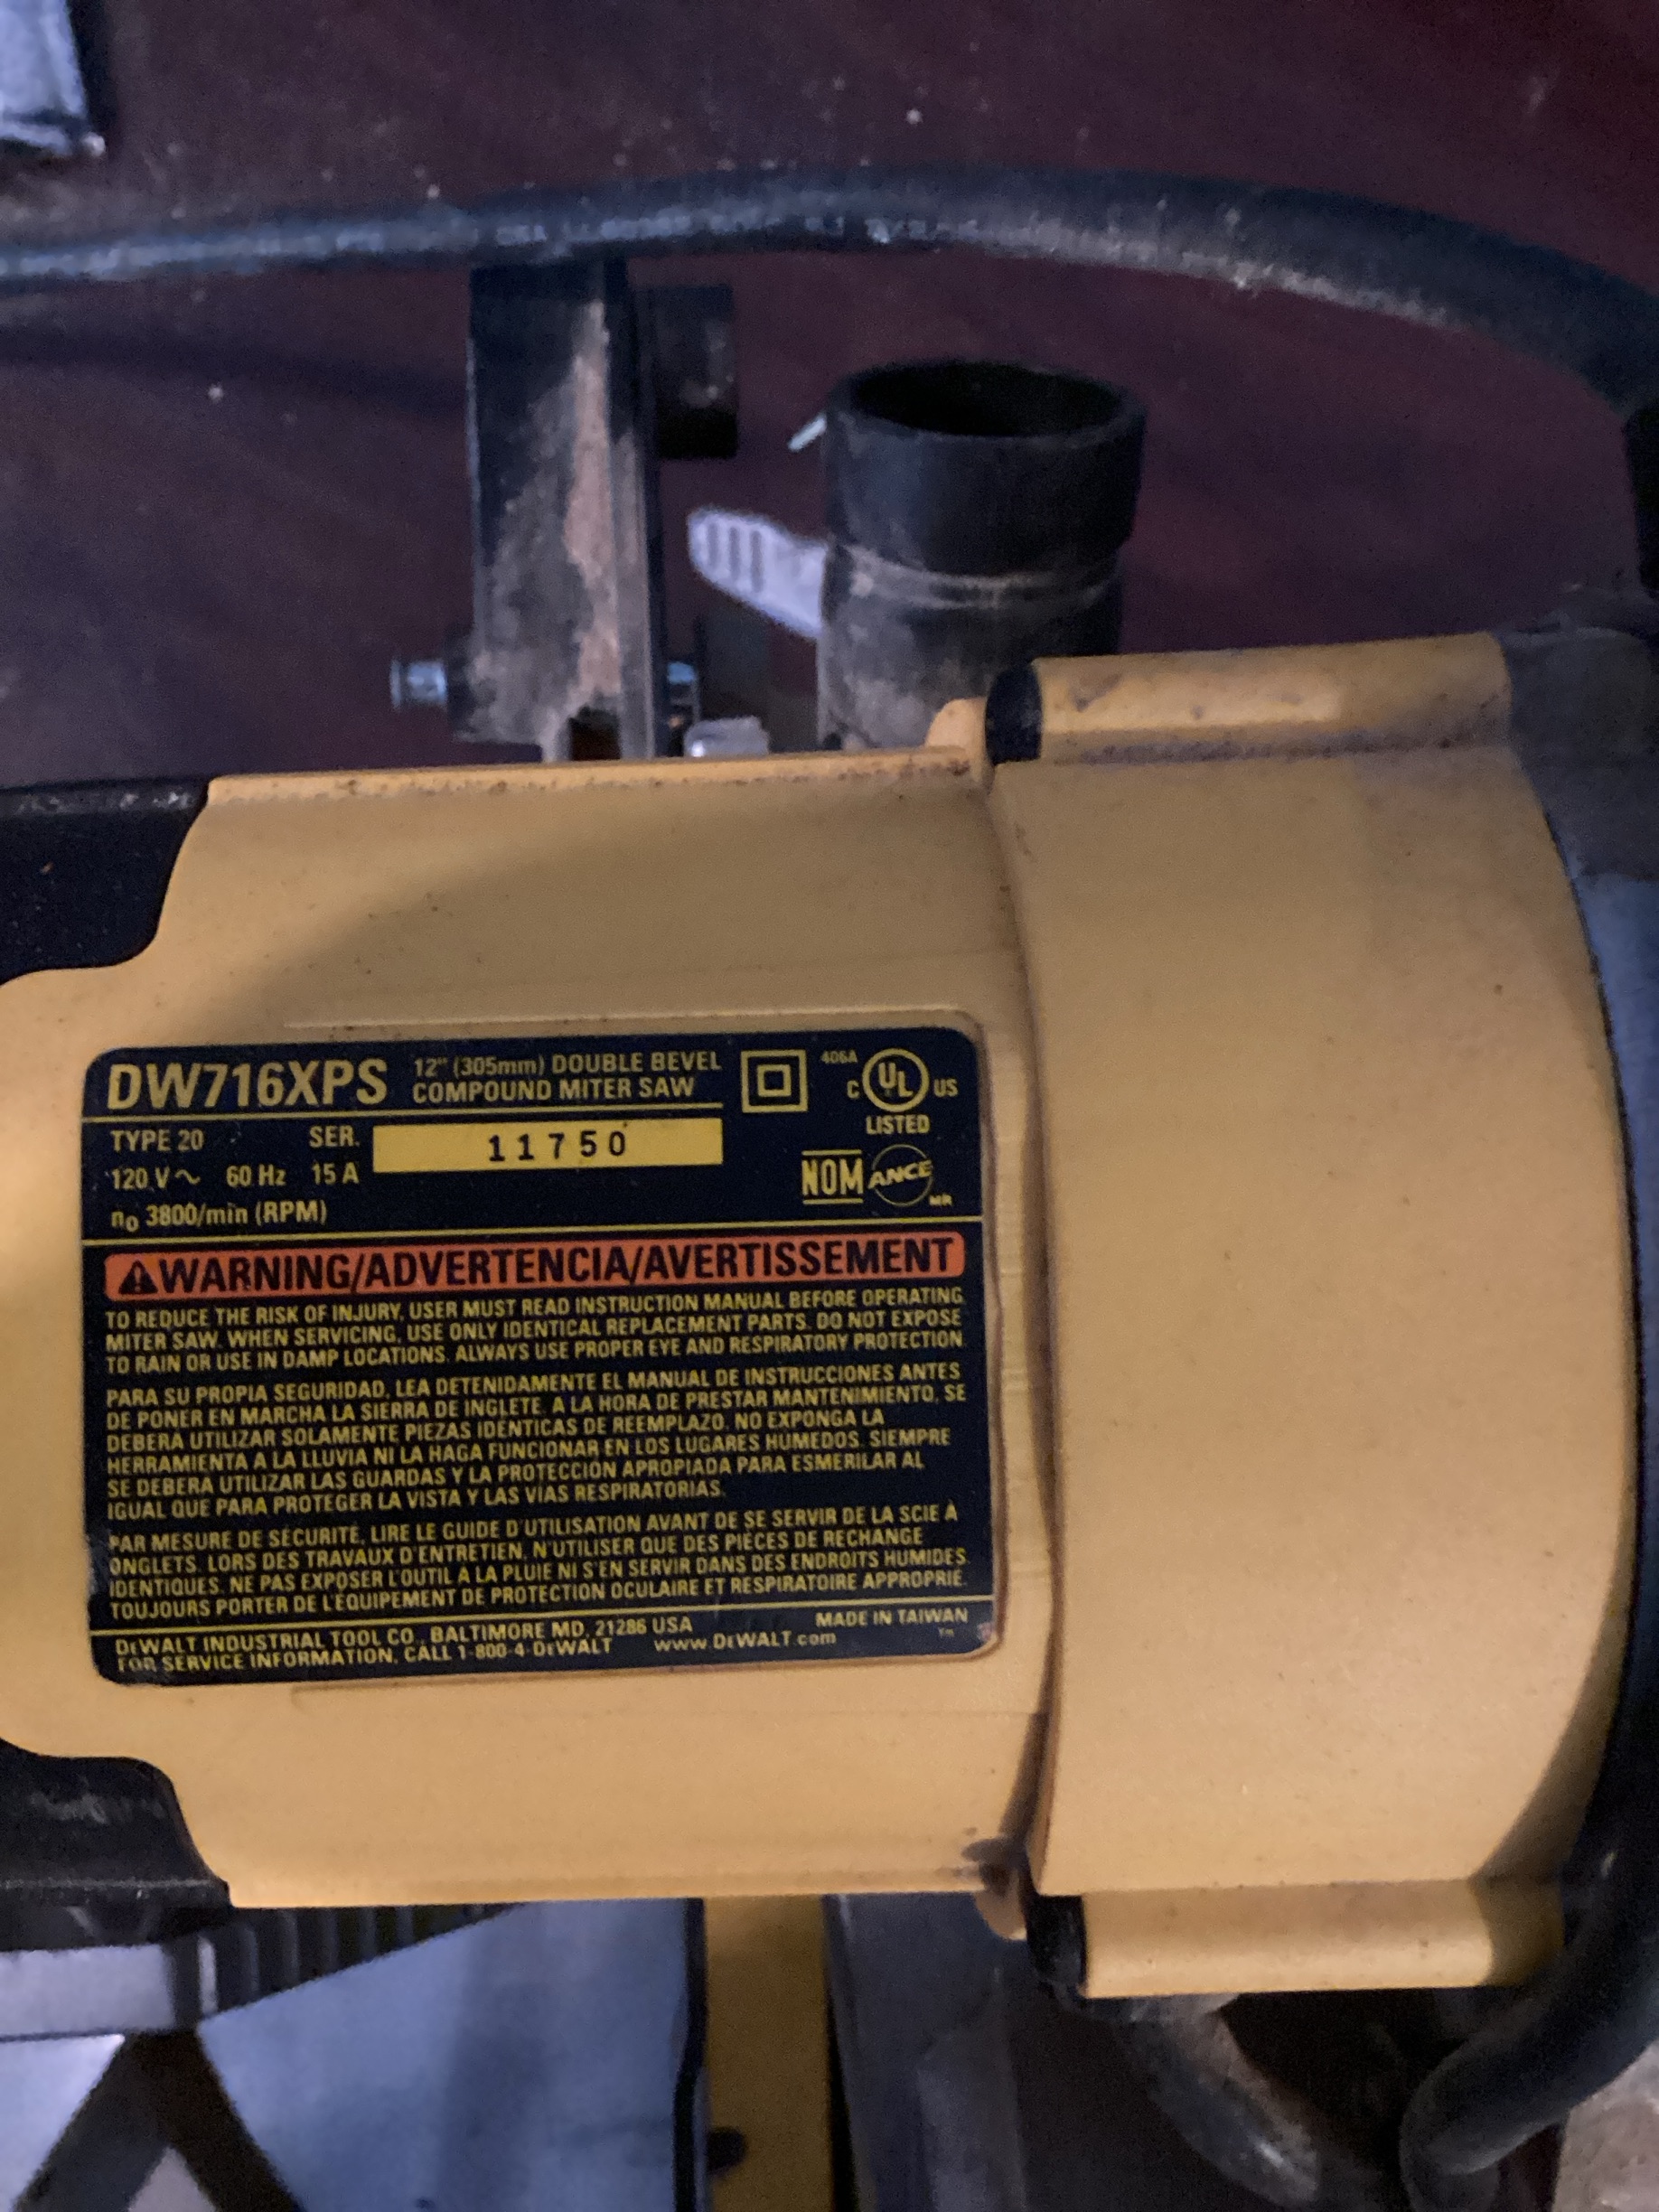 DW716XPS
12" (305mm) DOUBLE BEVEL
COMPOUND MITER SAW
406A
C UL US
LISTED
TYPE 20
SER.
11750
120 V~ 60 Hz 15 A
NOM ANCE
MR
no 3800/min (RPM)
WARNING/ADVERTENCIA/AVERTISSEMENT
TO REDUCE THE RISK OF INJURY, USER MUST READ INSTRUCTION MANUAL BEFORE OPERATING
MITER SAW. WHEN SERVICING, USE ONLY IDENTICAL REPLACEMENT PARTS. DO NOT EXPOSE
TO RAIN OR USE IN DAMP LOCATIONS. ALWAYS USE PROPER EYE AND RESPIRATORY PROTECTION.
PARA SU PROPIA SEGURIDAD, LEA DETENIDAMENTE EL MANUAL DE INSTRUCCIONES ANTES
DE PONER EN MARCHA LA SIERRA DE INGLETE. A LA HORA DE PRESTAR MANTENIMIENTO, SE
DEBERÁ UTILIZAR SOLAMENTE PIEZAS IDÉNTICAS DE REEMPLAZO. NO EXPONGA LA
HERRAMIENTA A LA LLUVIA NI LA HAGA FUNCIONAR EN LOS LUGARES HÚMEDOS. SIEMPRE
SE DEBERÁ UTILIZAR LAS GUARDAS Y LA PROTECCIÓN APROPIADA PARA ESMERILAR AL
IGUAL QUE PARA PROTEGER LA VISTA Y LAS VÍAS RESPIRATORIAS.
PAR MESURE DE SÉCURITÉ, LIRE LE GUIDE D'UTILISATION AVANT DE SE SERVIR DE LA SCIE À
ONGLETS. LORS DES TRAVAUX D'ENTRETIEN, N'UTILISER QUE DES PIÈCES DE RECHANGE
IDENTIQUES. NE PAS EXPOSER L'OUTIL À LA PLUIE NI S'EN SERVIR DANS DES ENDROITS HUMIDES.
TOUJOURS PORTER DE L'ÉQUIPEMENT DE PROTECTION OCULAIRE ET RESPIRATOIRE APPROPRIÉ.
DEWALT INDUSTRIAL TOOL CO., BALTIMORE MD, 21286 USA
MADE IN TAIWAN
FOR SERVICE INFORMATION, CALL 1-800-4-DEWALT www.DEWALT.com
TM